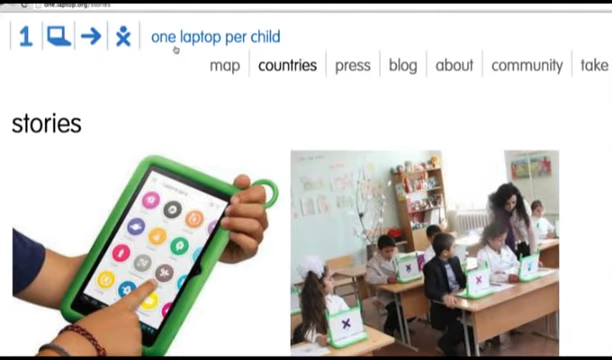 one.laptop.org/stories
1
one laptop per child
map countries press blog about community take
stories